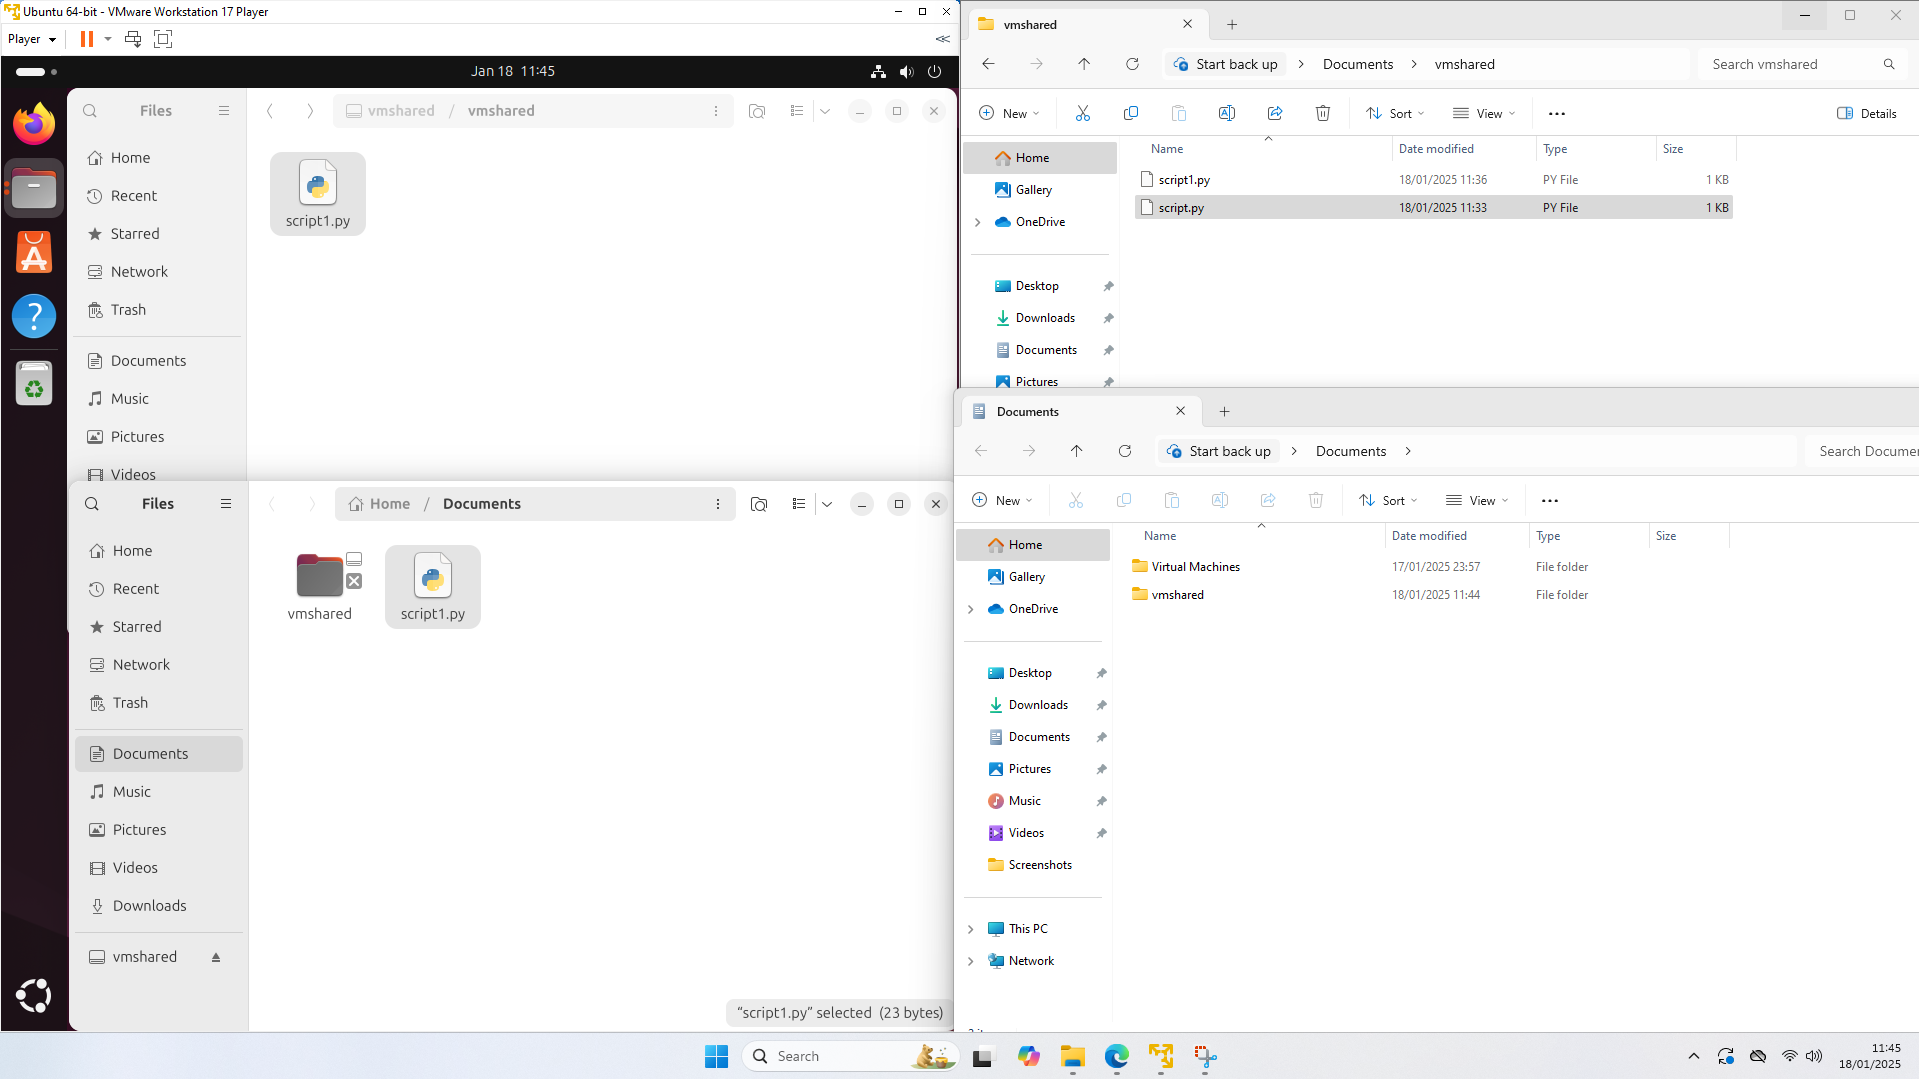 Ubuntu 64-bit - VMware Workstation 17 Player
Player
Jan 18 11:45
Files
vmshared / vmshared
Home
Recent
Starred
Network
Trash
Documents
Music
Pictures
Videos
script1.py
Files
Home / Documents
Home
Recent
Starred
Network
Trash
Documents
Music
Pictures
Videos
Downloads
vmshared
vmshared
script1.py
“script1.py” selected (23 bytes)
vmshared
Start back up > Documents > vmshared
Search vmshared
New
Sort
View
Details
Home
Gallery
OneDrive
Desktop
Downloads
Documents
Pictures
Name Date modified Type Size
script1.py 18/01/2025 11:36 PY File 1 KB
script.py 18/01/2025 11:33 PY File 1 KB
Documents
Start back up > Documents >
Search Documen
New
Sort
View
Home
Gallery
OneDrive
Desktop
Downloads
Documents
Pictures
Music
Videos
Screenshots
This PC
Network
Name Date modified Type Size
Virtual Machines 17/01/2025 23:57 File folder
vmshared 18/01/2025 11:44 File folder
Search
11:45
18/01/2025